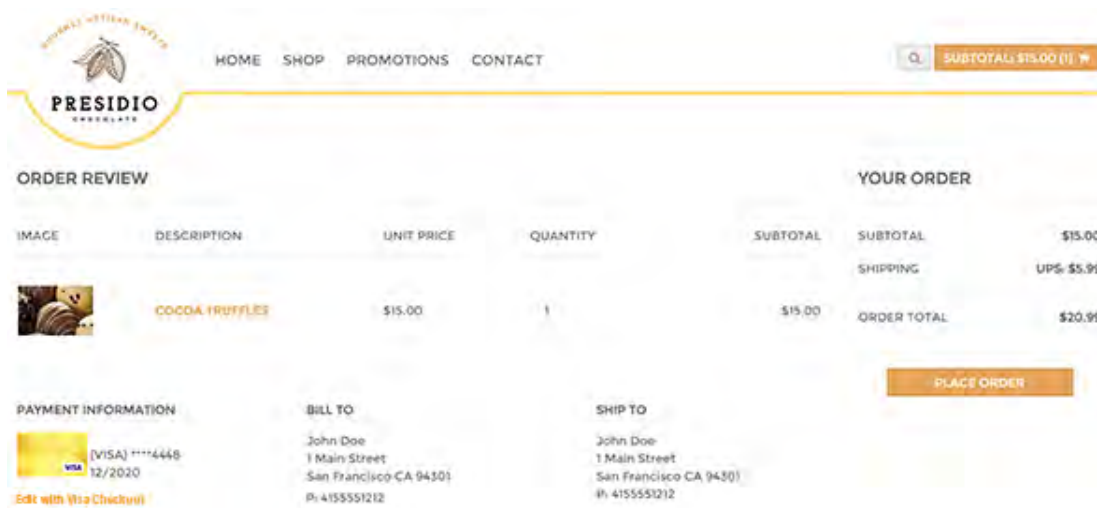 GOURMET ARTISAN SWEETS
PRESIDIO
CHOCOLATE
HOME SHOP PROMOTIONS CONTACT
SUBTOTAL: $15.00 (1)
ORDER REVIEW
IMAGE DESCRIPTION UNIT PRICE QUANTITY SUBTOTAL
COCOA TRUFFLES $15.00 1 $15.00
PAYMENT INFORMATION
VISA
(VISA) ****4448
12/2020
Edit with Visa Checkout
BILL TO
John Doe
1 Main Street
San Francisco CA 94301
P: 4155551212
SHIP TO
John Doe
1 Main Street
San Francisco CA 94301
P: 4155551212
YOUR ORDER
SUBTOTAL $15.00
SHIPPING UPS: $5.99
ORDER TOTAL $20.99
PLACE ORDER